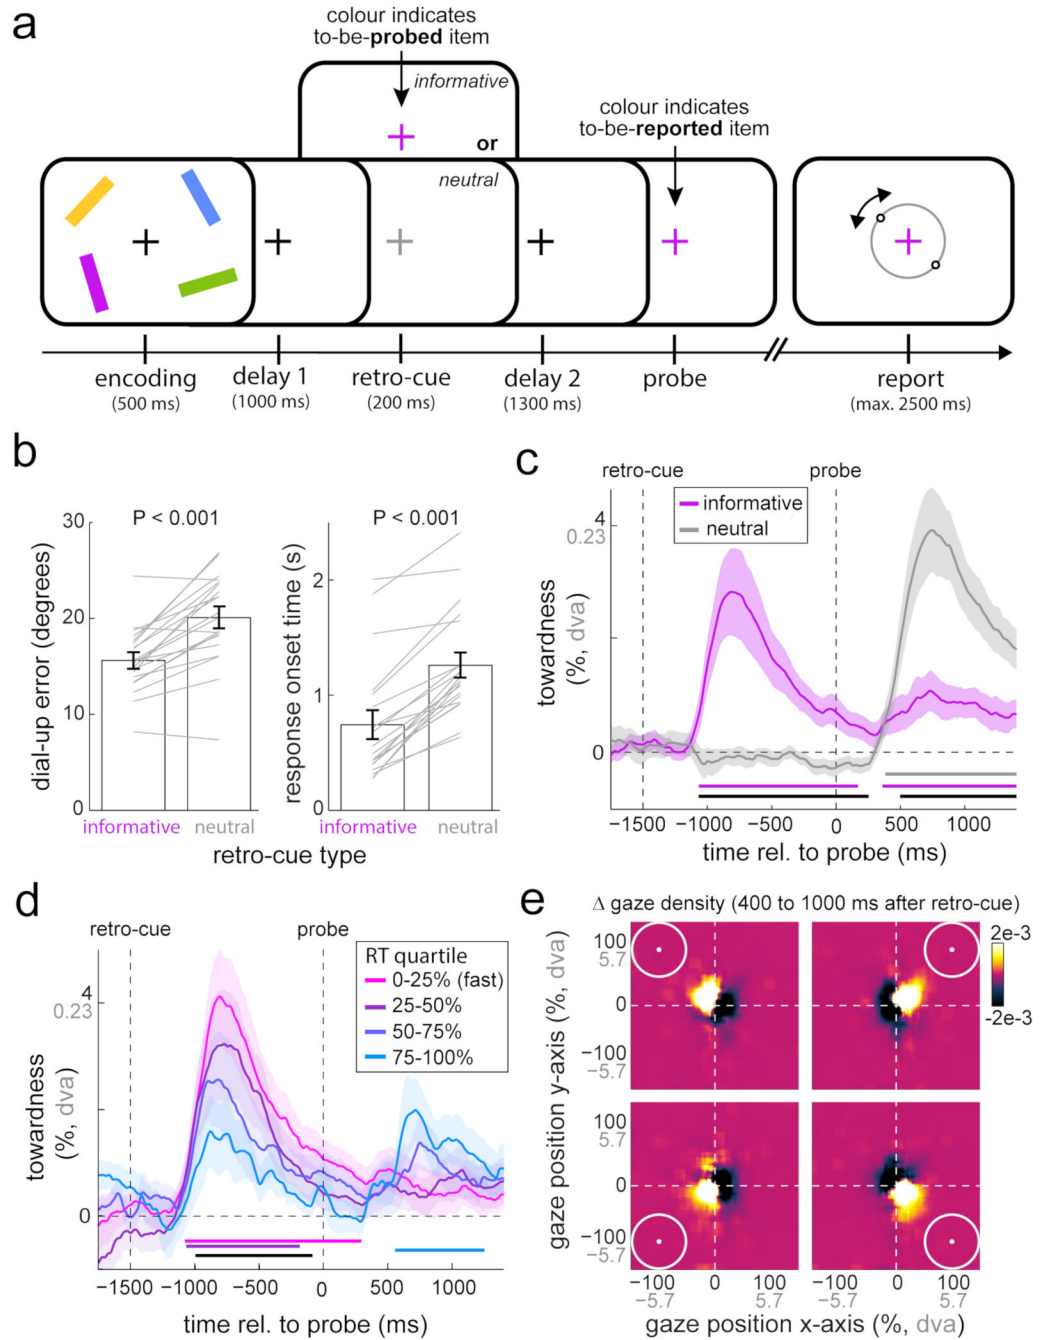 a
colour indicates
to-be-probed item
informative
or
neutral
colour indicates
to-be-reported item
encoding
(500 ms)
delay 1
(1000 ms)
retro-cue
(200 ms)
delay 2
(1300 ms)
probe
report
(max. 2500 ms)
b
P < 0.001
dial-up error (degrees)
30
20
10
0
informative
neutral
P < 0.001
response onset time (s)
2
1
0
informative
neutral
retro-cue type
c
retro-cue
probe
informative
neutral
towardness
(%, dva)
4
0.23
0
−1500
−1000
−500
0
500
1000
time rel. to probe (ms)
d
retro-cue
probe
RT quartile
0-25% (fast)
25-50%
50-75%
75-100%
towardness
(%, dva)
4
0.23
0
−1500
−1000
−500
0
500
1000
time rel. to probe (ms)
e
Δ gaze density (400 to 1000 ms after retro-cue)
2e-3
-2e-3
gaze position y-axis (%, dva)
100
5.7
0
−100
−5.7
100
5.7
0
−100
−5.7
−100
−5.7
0
100
5.7
−100
−5.7
0
100
5.7
gaze position x-axis (%, dva)